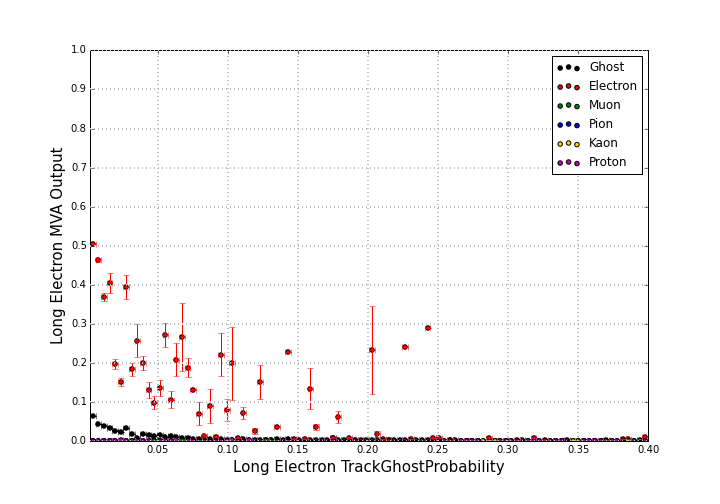 1.0
0.9
0.8
0.7
0.6
0.5
0.4
0.3
0.2
0.1
0.0
Long Electron MVA Output
Ghost
Electron
Muon
Pion
Kaon
Proton
0.05 0.10 0.15 0.20 0.25 0.30 0.35 0.40
Long Electron TrackGhostProbability